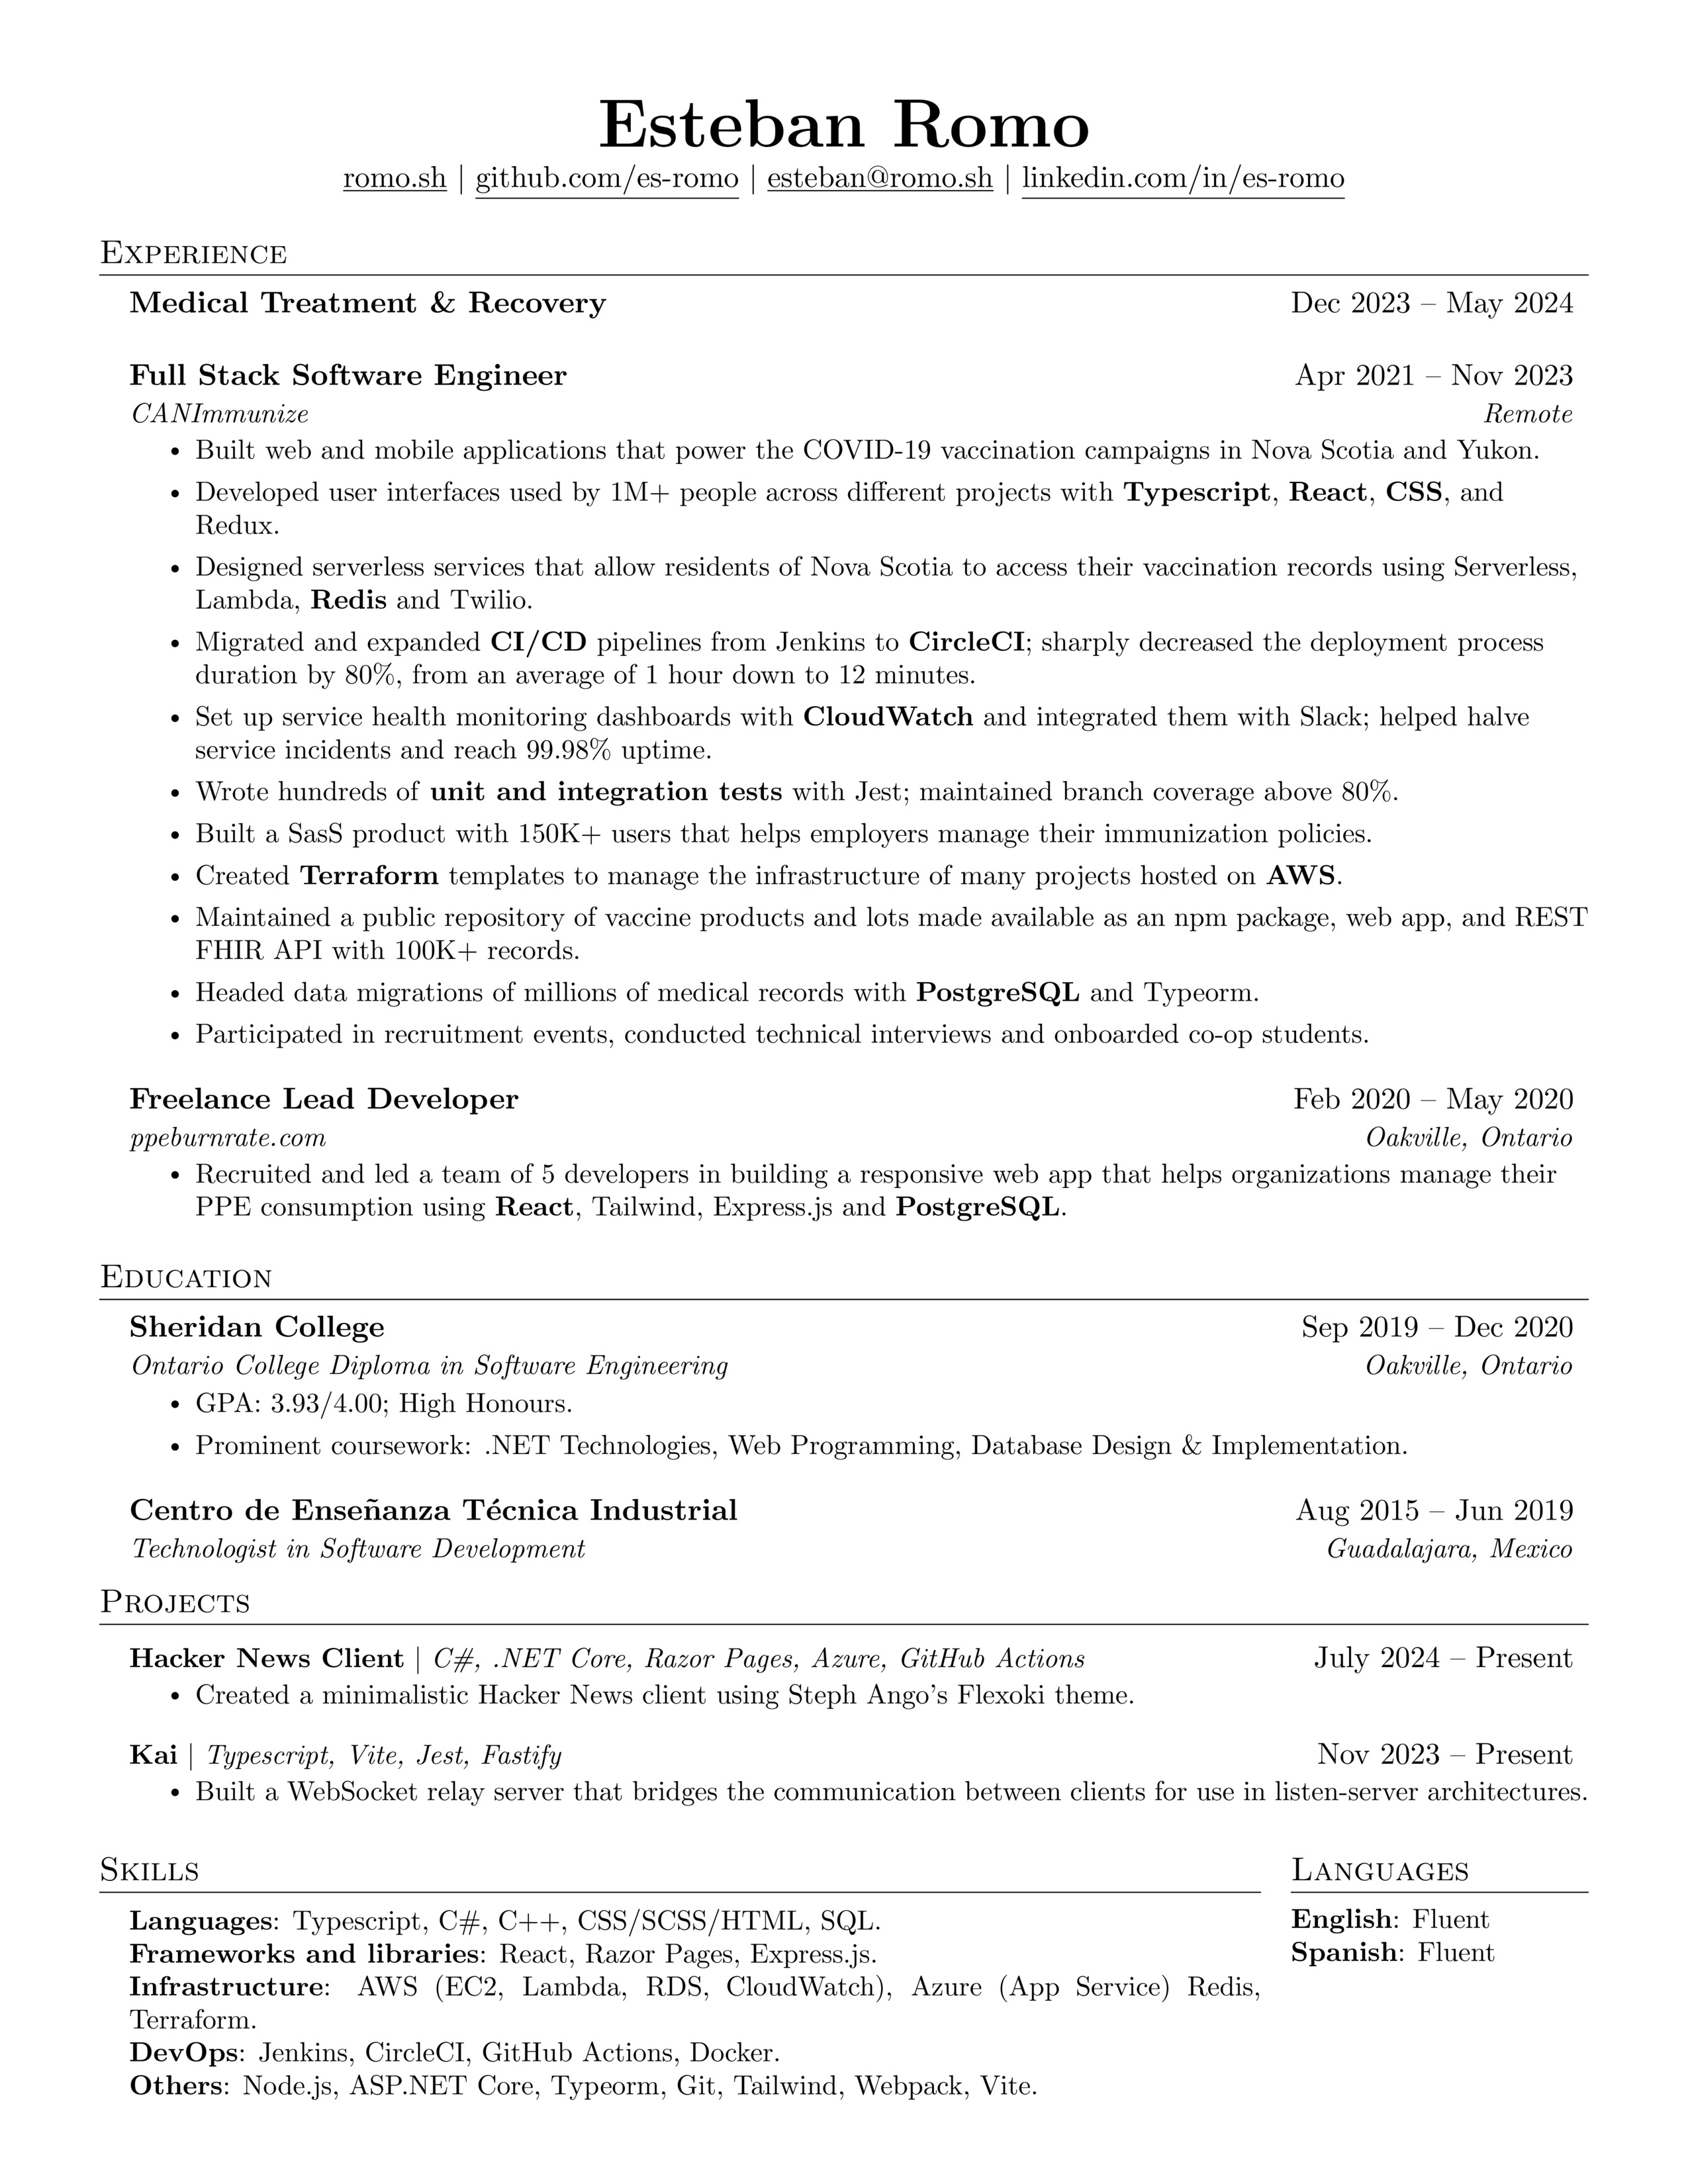 Esteban Romo
romo.sh | github.com/es-romo | esteban@romo.sh | linkedin.com/in/es-romo
Experience
Medical Treatment & Recovery Dec 2023 – May 2024
Full Stack Software Engineer Apr 2021 – Nov 2023
CANImmunize Remote
• Built web and mobile applications that power the COVID-19 vaccination campaigns in Nova Scotia and Yukon.
• Developed user interfaces used by 1M+ people across different projects with Typescript, React, CSS, and
Redux.
• Designed serverless services that allow residents of Nova Scotia to access their vaccination records using Serverless,
Lambda, Redis and Twilio.
• Migrated and expanded CI/CD pipelines from Jenkins to CircleCI; sharply decreased the deployment process
duration by 80%, from an average of 1 hour down to 12 minutes.
• Set up service health monitoring dashboards with CloudWatch and integrated them with Slack; helped halve
service incidents and reach 99.98% uptime.
• Wrote hundreds of unit and integration tests with Jest; maintained branch coverage above 80%.
• Built a SasS product with 150K+ users that helps employers manage their immunization policies.
• Created Terraform templates to manage the infrastructure of many projects hosted on AWS.
• Maintained a public repository of vaccine products and lots made available as an npm package, web app, and REST
FHIR API with 100K+ records.
• Headed data migrations of millions of medical records with PostgreSQL and Typeorm.
• Participated in recruitment events, conducted technical interviews and onboarded co-op students.
Freelance Lead Developer Feb 2020 – May 2020
ppeburnrate.com Oakville, Ontario
• Recruited and led a team of 5 developers in building a responsive web app that helps organizations manage their
PPE consumption using React, Tailwind, Express.js and PostgreSQL.
Education
Sheridan College Sep 2019 – Dec 2020
Ontario College Diploma in Software Engineering Oakville, Ontario
• GPA: 3.93/4.00; High Honours.
• Prominent coursework: .NET Technologies, Web Programming, Database Design & Implementation.
Centro de Enseñanza Técnica Industrial Aug 2015 – Jun 2019
Technologist in Software Development Guadalajara, Mexico
Projects
Hacker News Client | C#, .NET Core, Razor Pages, Azure, GitHub Actions July 2024 – Present
• Created a minimalistic Hacker News client using Steph Ango's Flexoki theme.
Kai | Typescript, Vite, Jest, Fastify Nov 2023 – Present
• Built a WebSocket relay server that bridges the communication between clients for use in listen-server architectures.
Skills
Languages: Typescript, C#, C++, CSS/SCSS/HTML, SQL.
Frameworks and libraries: React, Razor Pages, Express.js.
Infrastructure: AWS (EC2, Lambda, RDS, CloudWatch), Azure (App Service) Redis,
Terraform.
DevOps: Jenkins, CircleCI, GitHub Actions, Docker.
Others: Node.js, ASP.NET Core, Typeorm, Git, Tailwind, Webpack, Vite.
Languages
English: Fluent
Spanish: Fluent